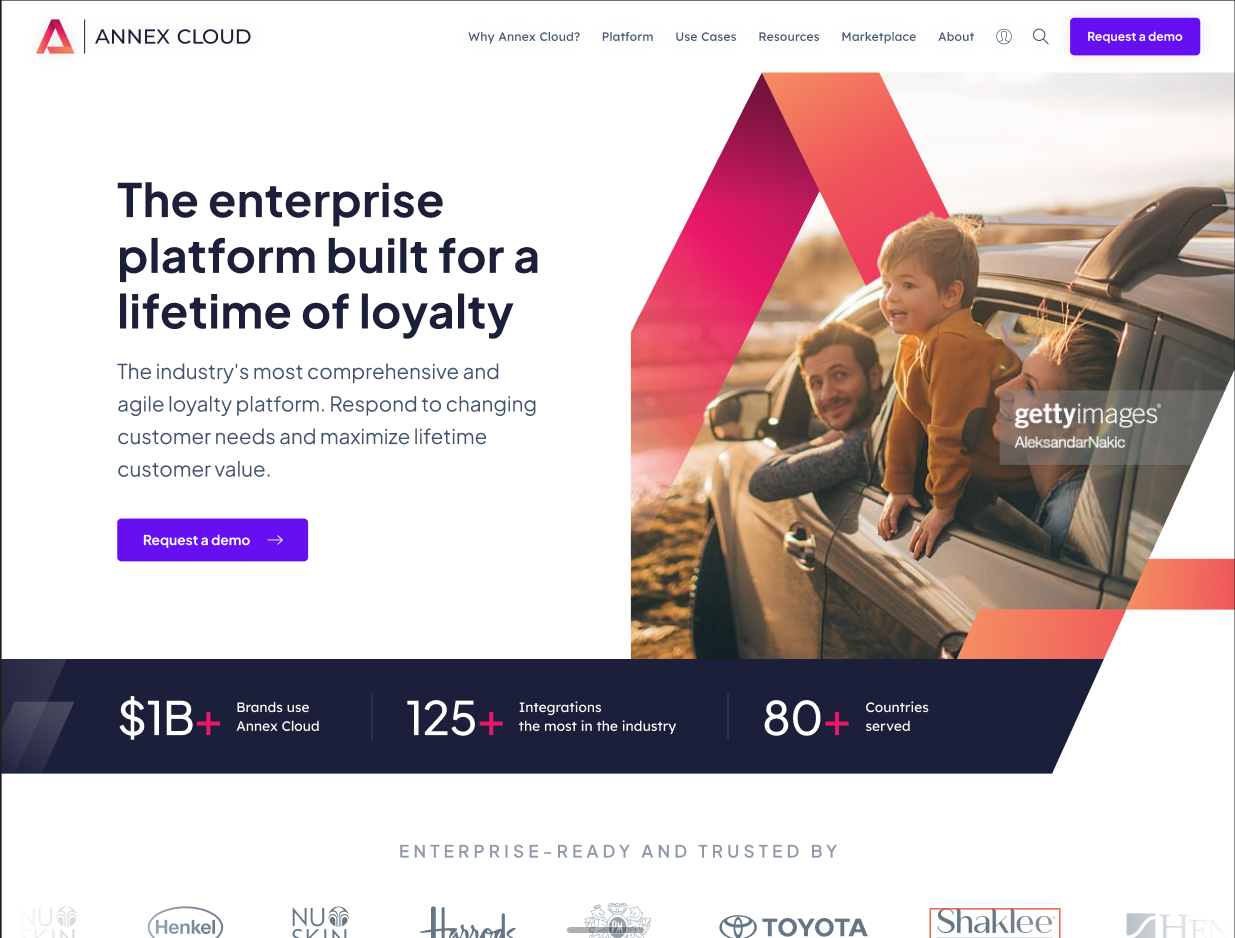 ANNEX CLOUD
Why Annex Cloud? Platform Use Cases Resources Marketplace About
Request a demo
The enterprise
platform built for a
lifetime of loyalty
The industry's most comprehensive and
agile loyalty platform. Respond to changing
customer needs and maximize lifetime
customer value.
Request a demo
gettyimages®
AleksandarNakic
$1B+ Brands use
Annex Cloud
125+ Integrations
the most in the industry
80+ Countries
served
ENTERPRISE-READY AND TRUSTED BY
NU
SKIN
Henkel
NU
SKIN
Harrods
TOYOTA
Shaklee®
HEN